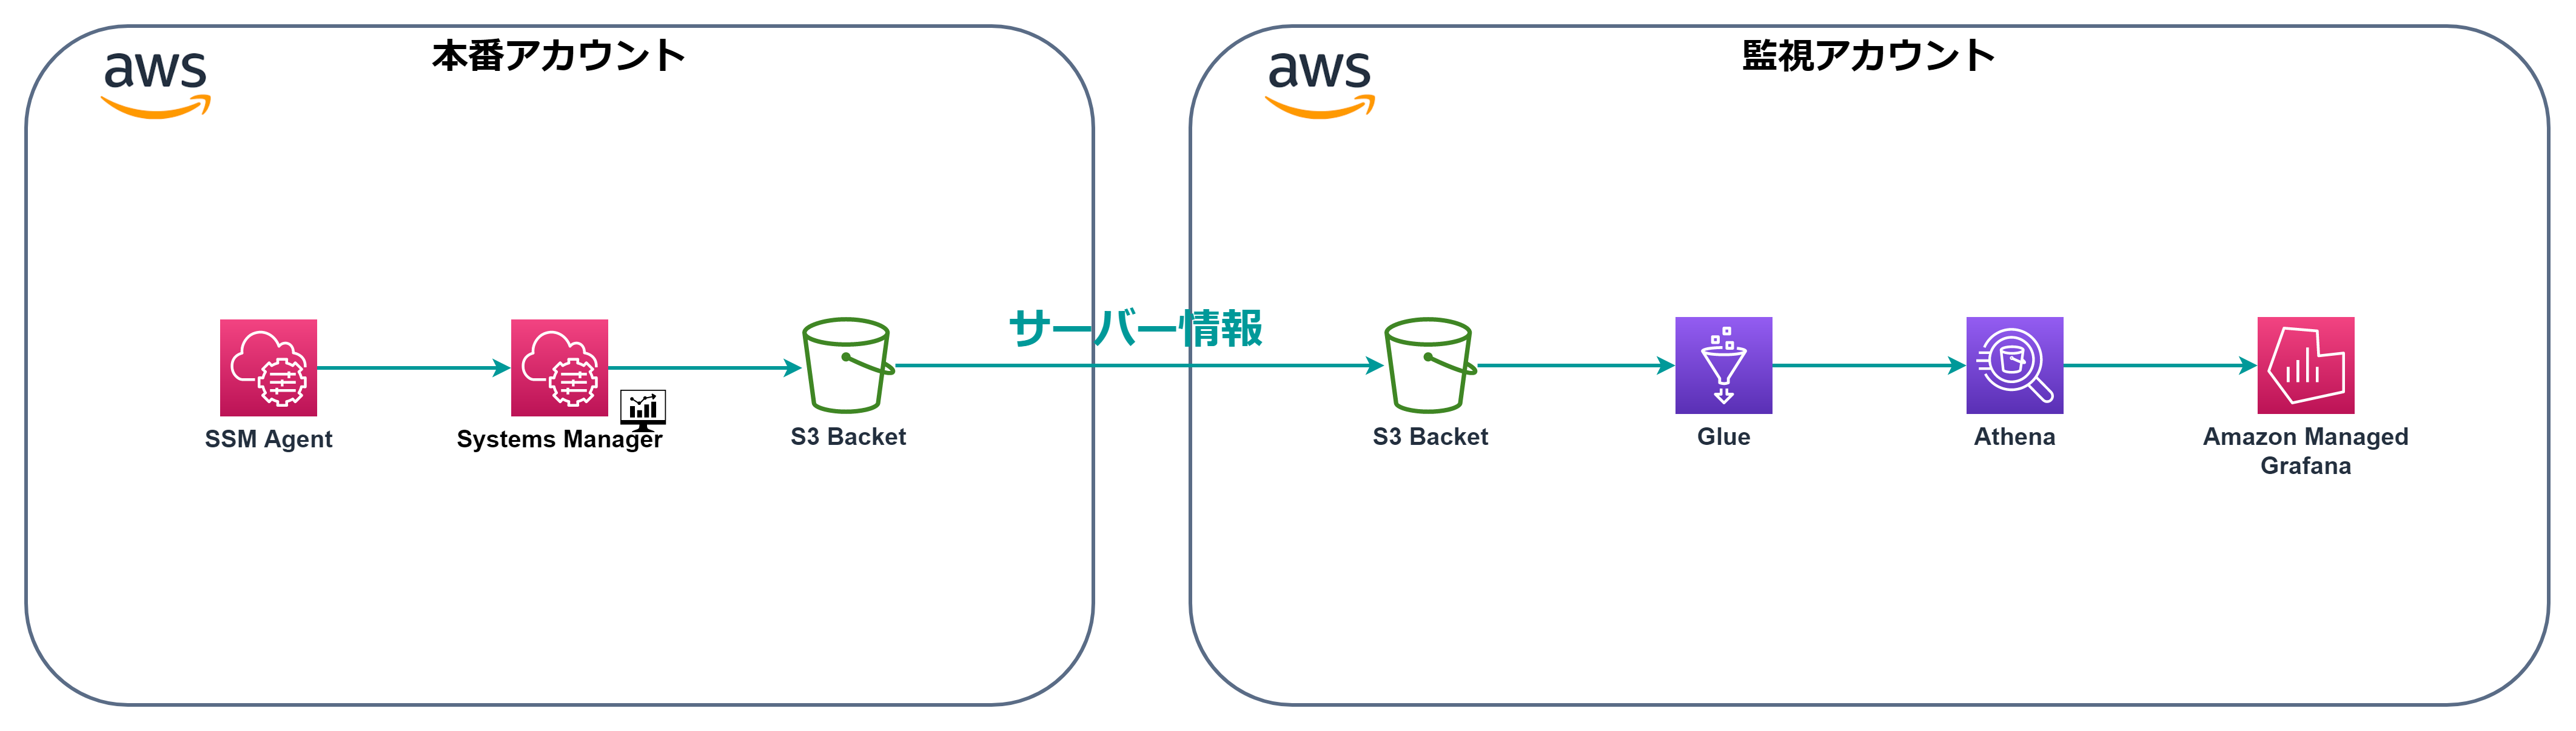 aws
本番アカウント
aws
監視アカウント
サーバー情報
SSM Agent
Systems Manager
S3 Backet
S3 Backet
Glue
Athena
Amazon Managed
Grafana